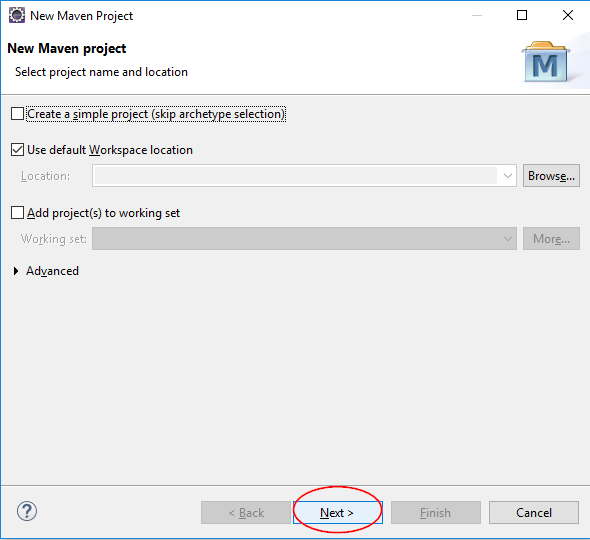 New Maven Project
New Maven project
Select project name and location
M
Create a simple project (skip archetype selection)
Use default Workspace location
Location:
Browse...
Add project(s) to working set
Working set:
More...
Advanced
?
< Back
Next >
Finish
Cancel